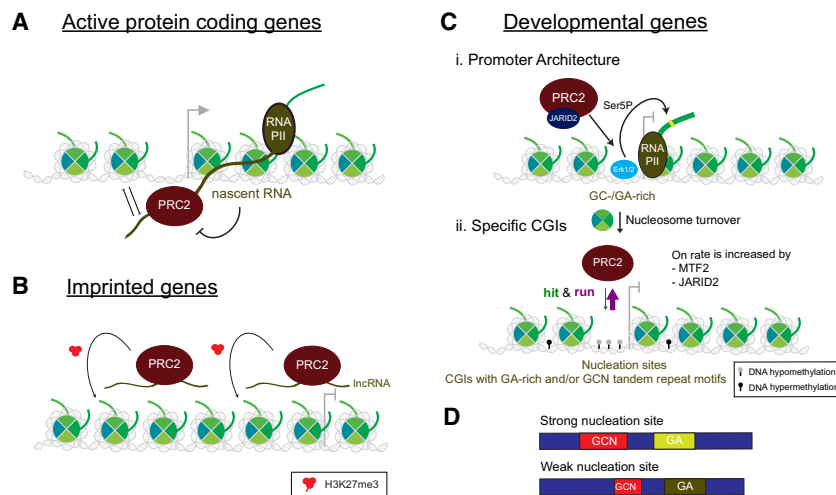 A
Active protein coding genes
RNA
PII
nascent RNA
PRC2
B
Imprinted genes
PRC2
PRC2
lncRNA
H3K27me3
C
Developmental genes
i. Promoter Architecture
PRC2
JARID2
Ser5P
RNA
PII
Erk1/2
GC-/GA-rich
Nucleosome turnover
ii. Specific CGIs
PRC2
On rate is increased by
- MTF2
- JARID2
hit & run
Nucleation sites
CGIs with GA-rich and/or GCN tandem repeat motifs
DNA hypomethylation
DNA hypermethylation
D
Strong nucleation site
GCN GA
Weak nucleation site
GCN GA